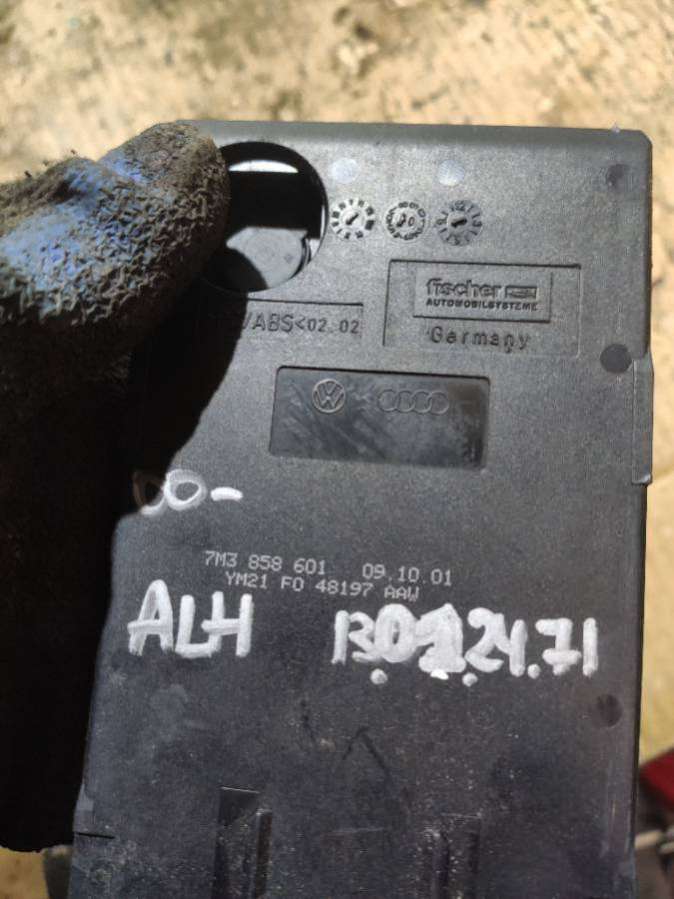 fischer
AUTOMOBILSYSTEME
Germany
/ABS<02.02
00-
7M3 858 601 09.10.01
YM21 F0 48197 AAW
ALH